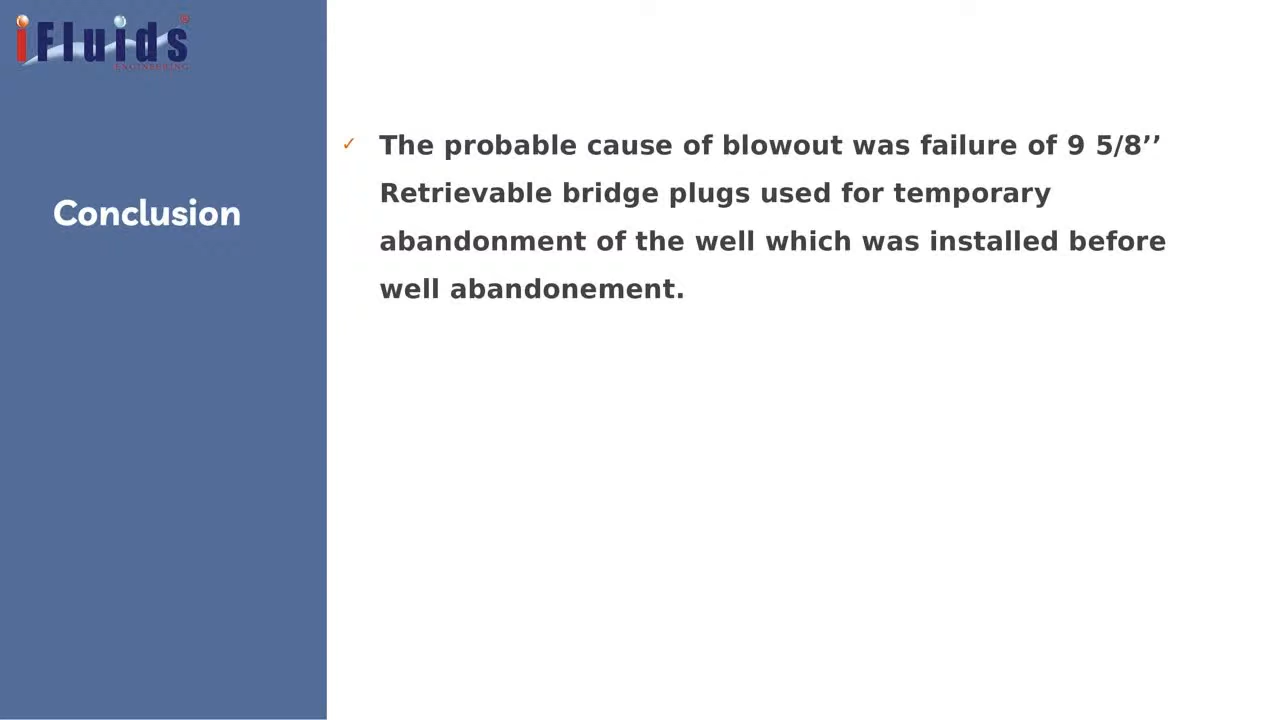 iFluids®
ENGINEERING
Conclusion
✓ The probable cause of blowout was failure of 9 5/8’’
Retrievable bridge plugs used for temporary
abandonment of the well which was installed before
well abandonement.